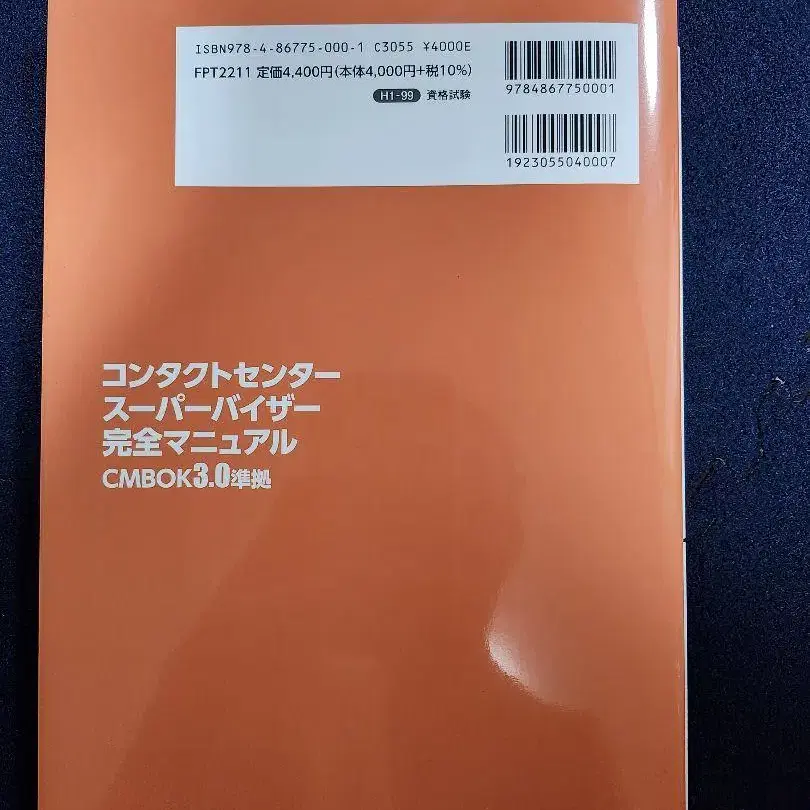 ISBN978-4-86775-000-1 C3055 ¥4000E
FPT2211 定価4,400円(本体4,000円+税10%)
H1-99 資格試験
9784867750001
1923055040007
コンタクトセンター
スーパーバイザー
完全マニュアル
CMBOK3.0準拠